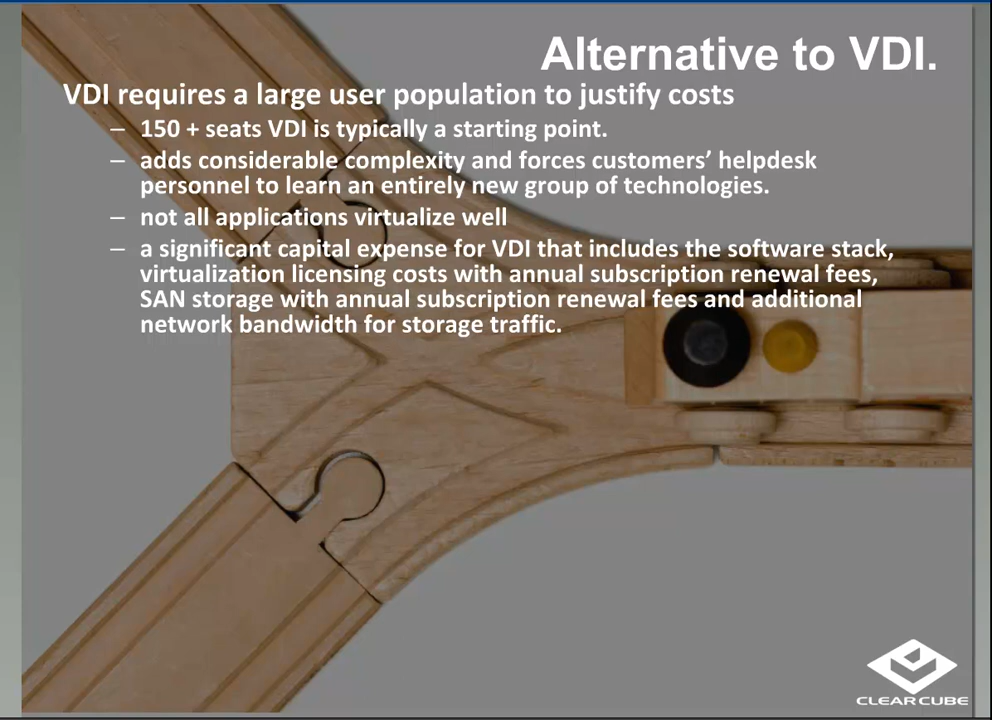 Alternative to VDI.
VDI requires a large user population to justify costs
– 150 + seats VDI is typically a starting point.
– adds considerable complexity and forces customers’ helpdesk
personnel to learn an entirely new group of technologies.
– not all applications virtualize well
– a significant capital expense for VDI that includes the software stack,
virtualization licensing costs with annual subscription renewal fees,
SAN storage with annual subscription renewal fees and additional
network bandwidth for storage traffic.
CLEARCUBE